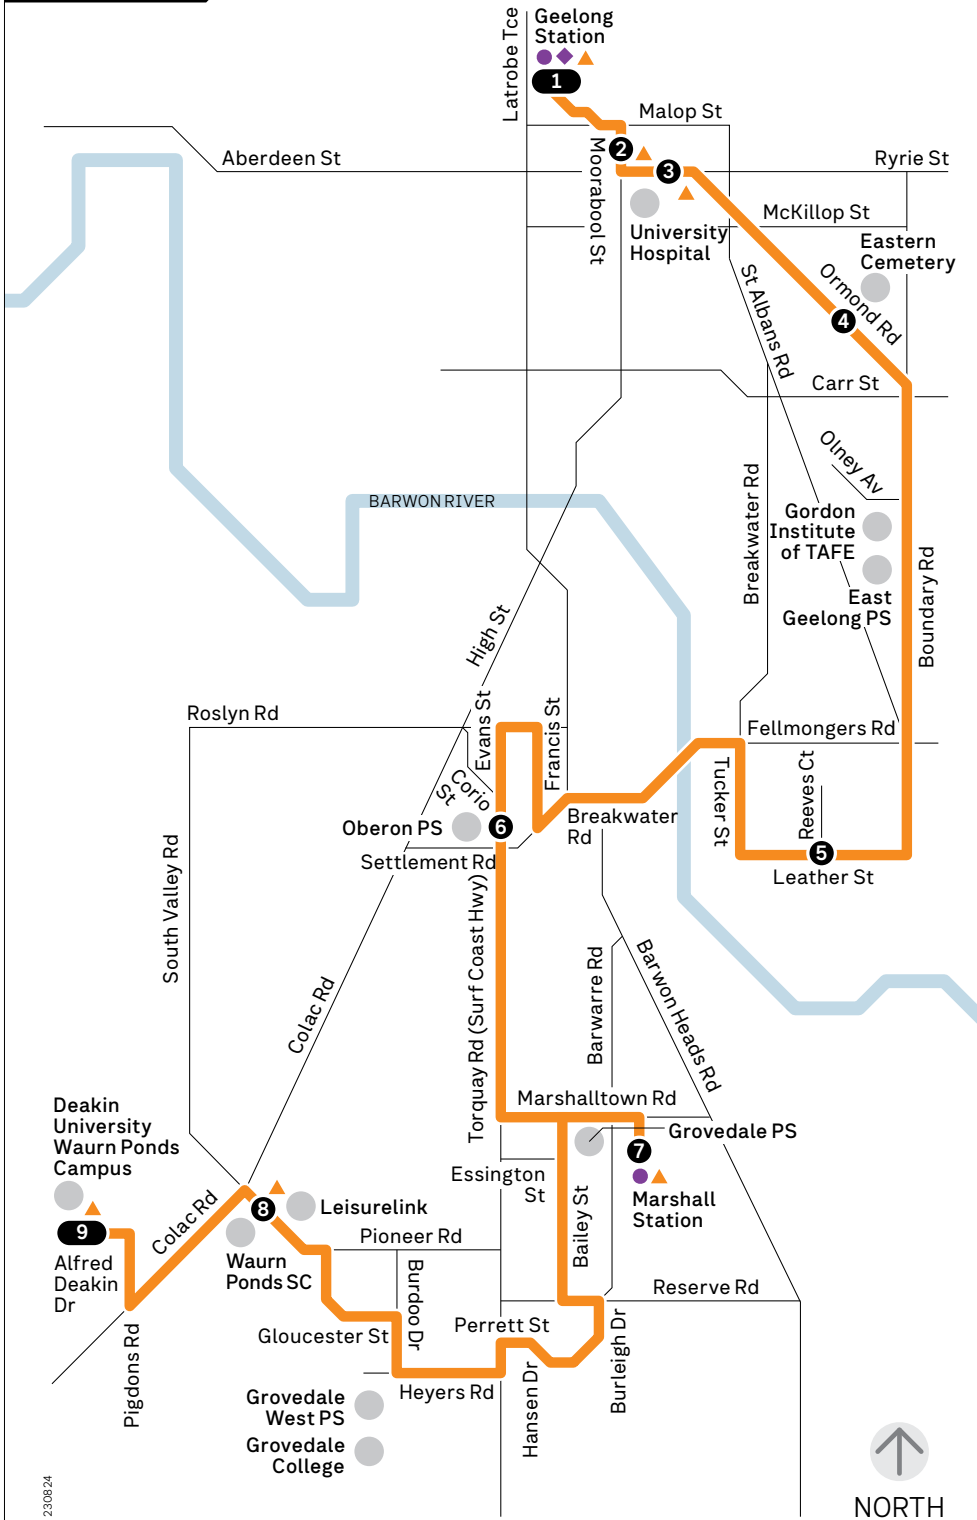 Geelong
Station
Latrobe Tce
1
Malop St
2
Moorabool St
3
Aberdeen St
Ryrie St
McKillop St
University
Hospital
Eastern
Cemetery
Ormond Rd
4
St Albans Rd
Carr St
Olney Av
BARWON RIVER
Breakwater Rd
Gordon
Institute
of TAFE
East
Geelong PS
Boundary Rd
High St
Roslyn Rd
Evans St
Francis St
Fellmongers Rd
Corio
St
Tucker St
Reeves Ct
Oberon PS
6
Breakwater
Rd
5
Settlement Rd
Leather St
South Valley Rd
Torquay Rd (Surf Coast Hwy)
Colac Rd
Barwarre Rd
Barwon Heads Rd
Marshalltown Rd
Deakin
University
Waurn Ponds
Campus
Grovedale PS
7
Essington
St
Marshall
Station
Bailey St
Colac Rd
8
Leisurelink
9
Alfred
Deakin
Dr
Pioneer Rd
Waurn
Ponds SC
Burdoo Dr
Reserve Rd
Gloucester St
Perrett St
Burleigh Dr
Pigdons Rd
Heyers Rd
Hansen Dr
Grovedale
West PS
Grovedale
College
230824
NORTH